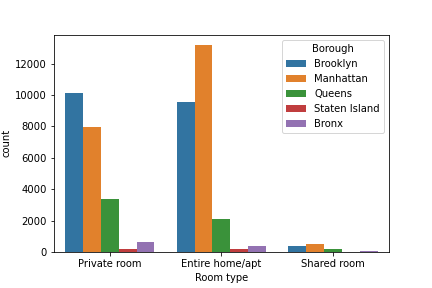 Borough
Brooklyn
Manhattan
Queens
Staten Island
Bronx
12000
10000
8000
6000
4000
2000
0
count
Private room
Entire home/apt
Shared room
Room type